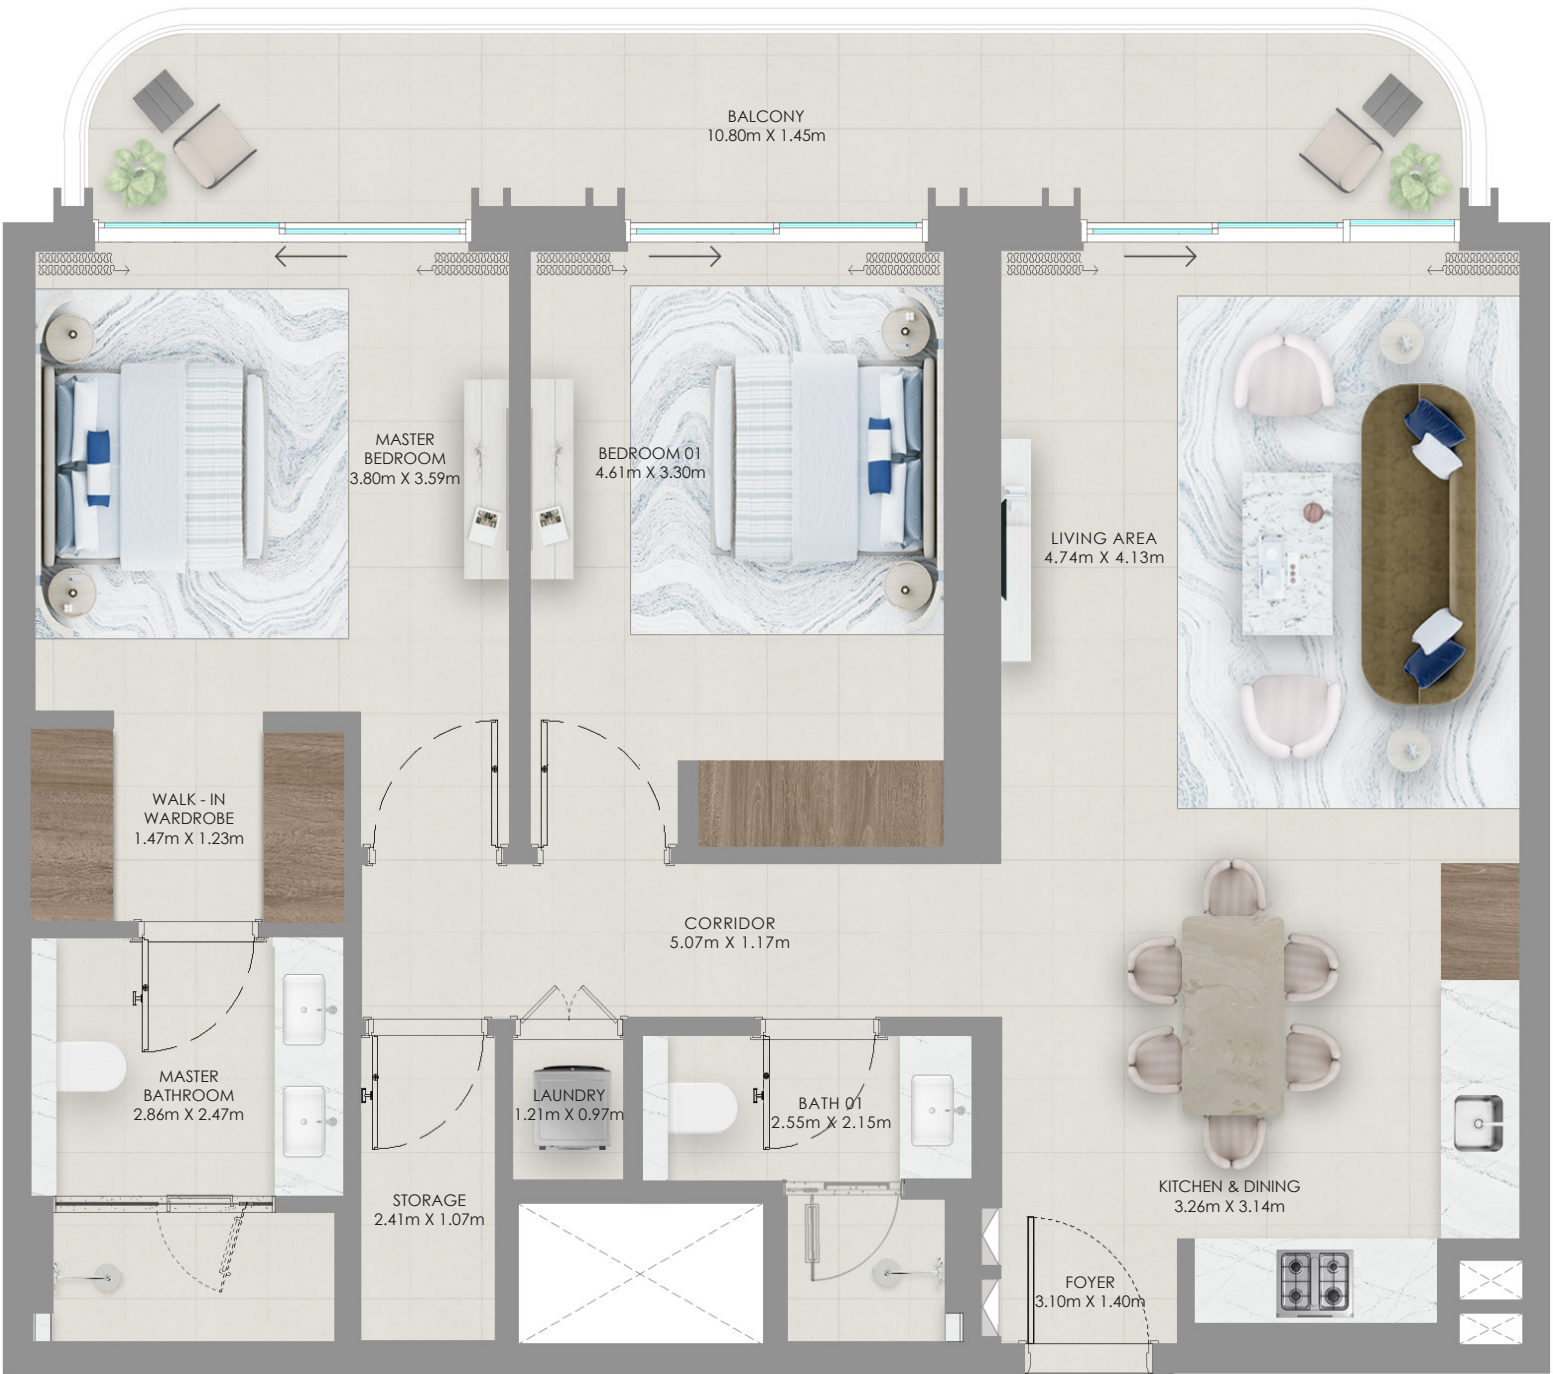 BALCONY
10.80m X 1.45m
MASTER
BEDROOM
3.80m X 3.59m
BEDROOM 01
4.61m X 3.30m
LIVING AREA
4.74m X 4.13m
WALK - IN
WARDROBE
1.47m X 1.23m
CORRIDOR
5.07m X 1.17m
MASTER
BATHROOM
2.86m X 2.47m
LAUNDRY
1.21m X 0.97m
BATH 01
2.55m X 2.15m
STORAGE
2.41m X 1.07m
KITCHEN & DINING
3.26m X 3.14m
FOYER
3.10m X 1.40m